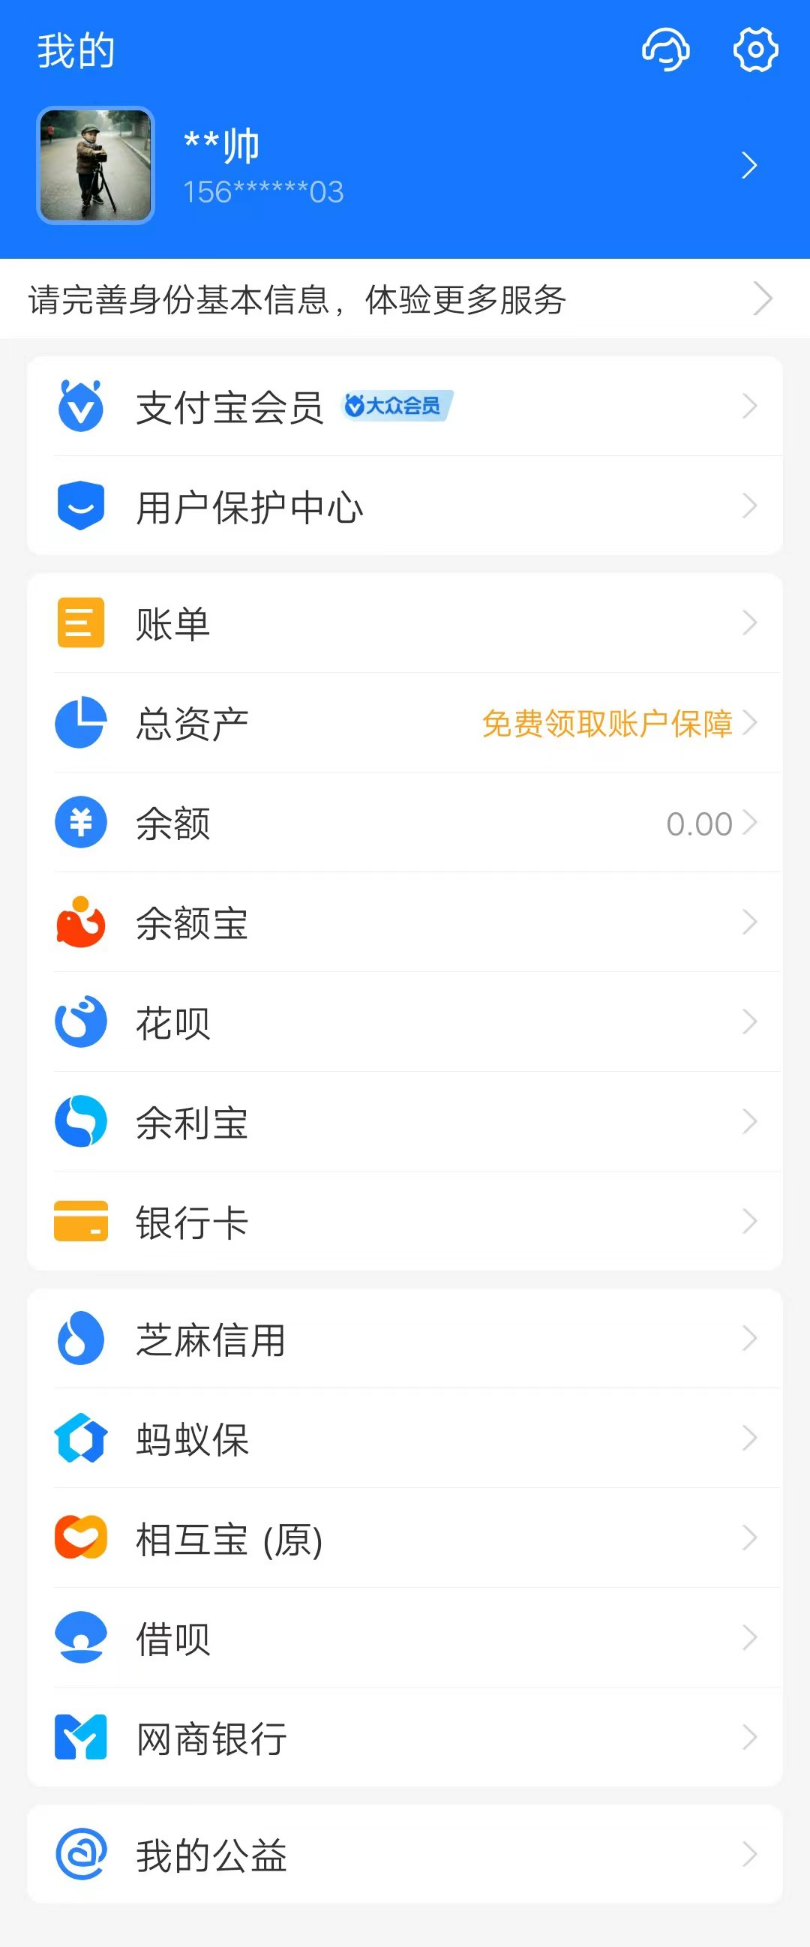 我的
**帅
156******03
请完善身份基本信息，体验更多服务
支付宝会员 大众会员
用户保护中心
账单
总资产 免费领取账户保障
余额 0.00
余额宝
花呗
余利宝
银行卡
芝麻信用
蚂蚁保
相互宝 (原)
借呗
网商银行
我的公益